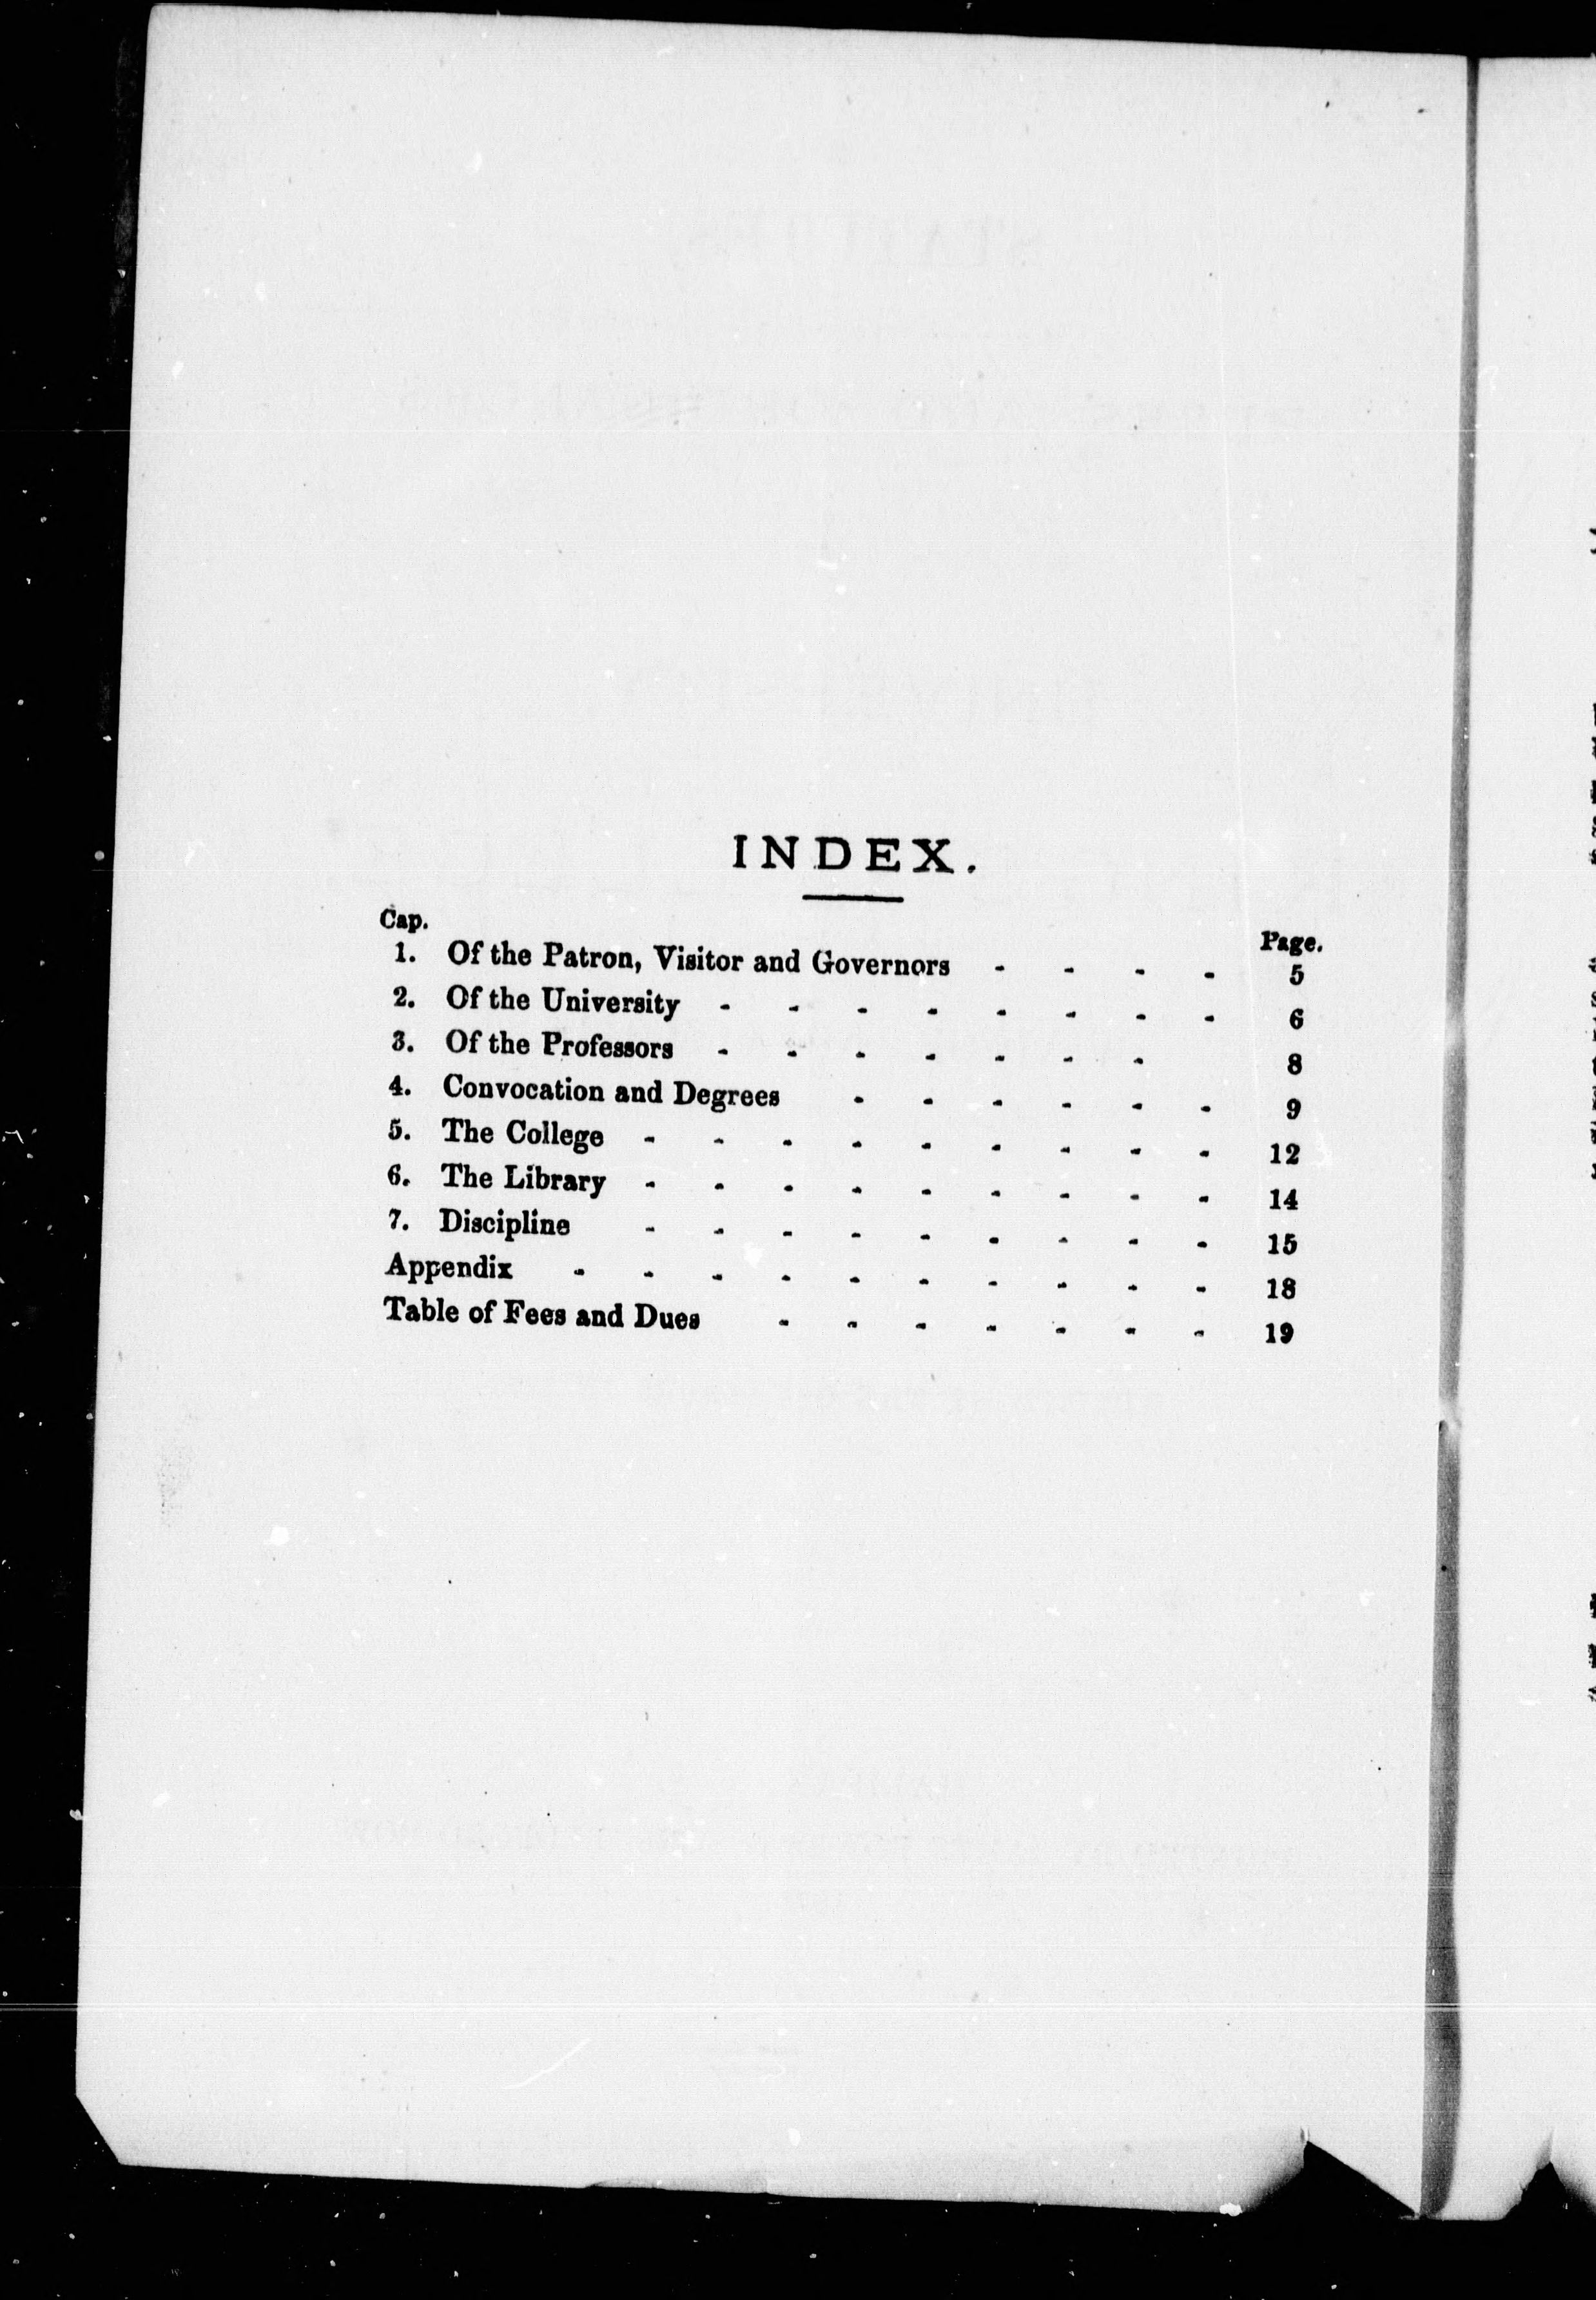 INDEX.
Cap. Page.
1. Of the Patron, Visitor and Governors - - - - 5
2. Of the University - - - - - - - - 6
3. Of the Professors - - - - - - - 8
4. Convocation and Degrees - - - - - - 9
5. The College - - - - - - - - - 12
6. The Library - - - - - - - - - 14
7. Discipline - - - - - - - - - 15
Appendix - - - - - - - - - - 18
Table of Fees and Dues - - - - - - - 19